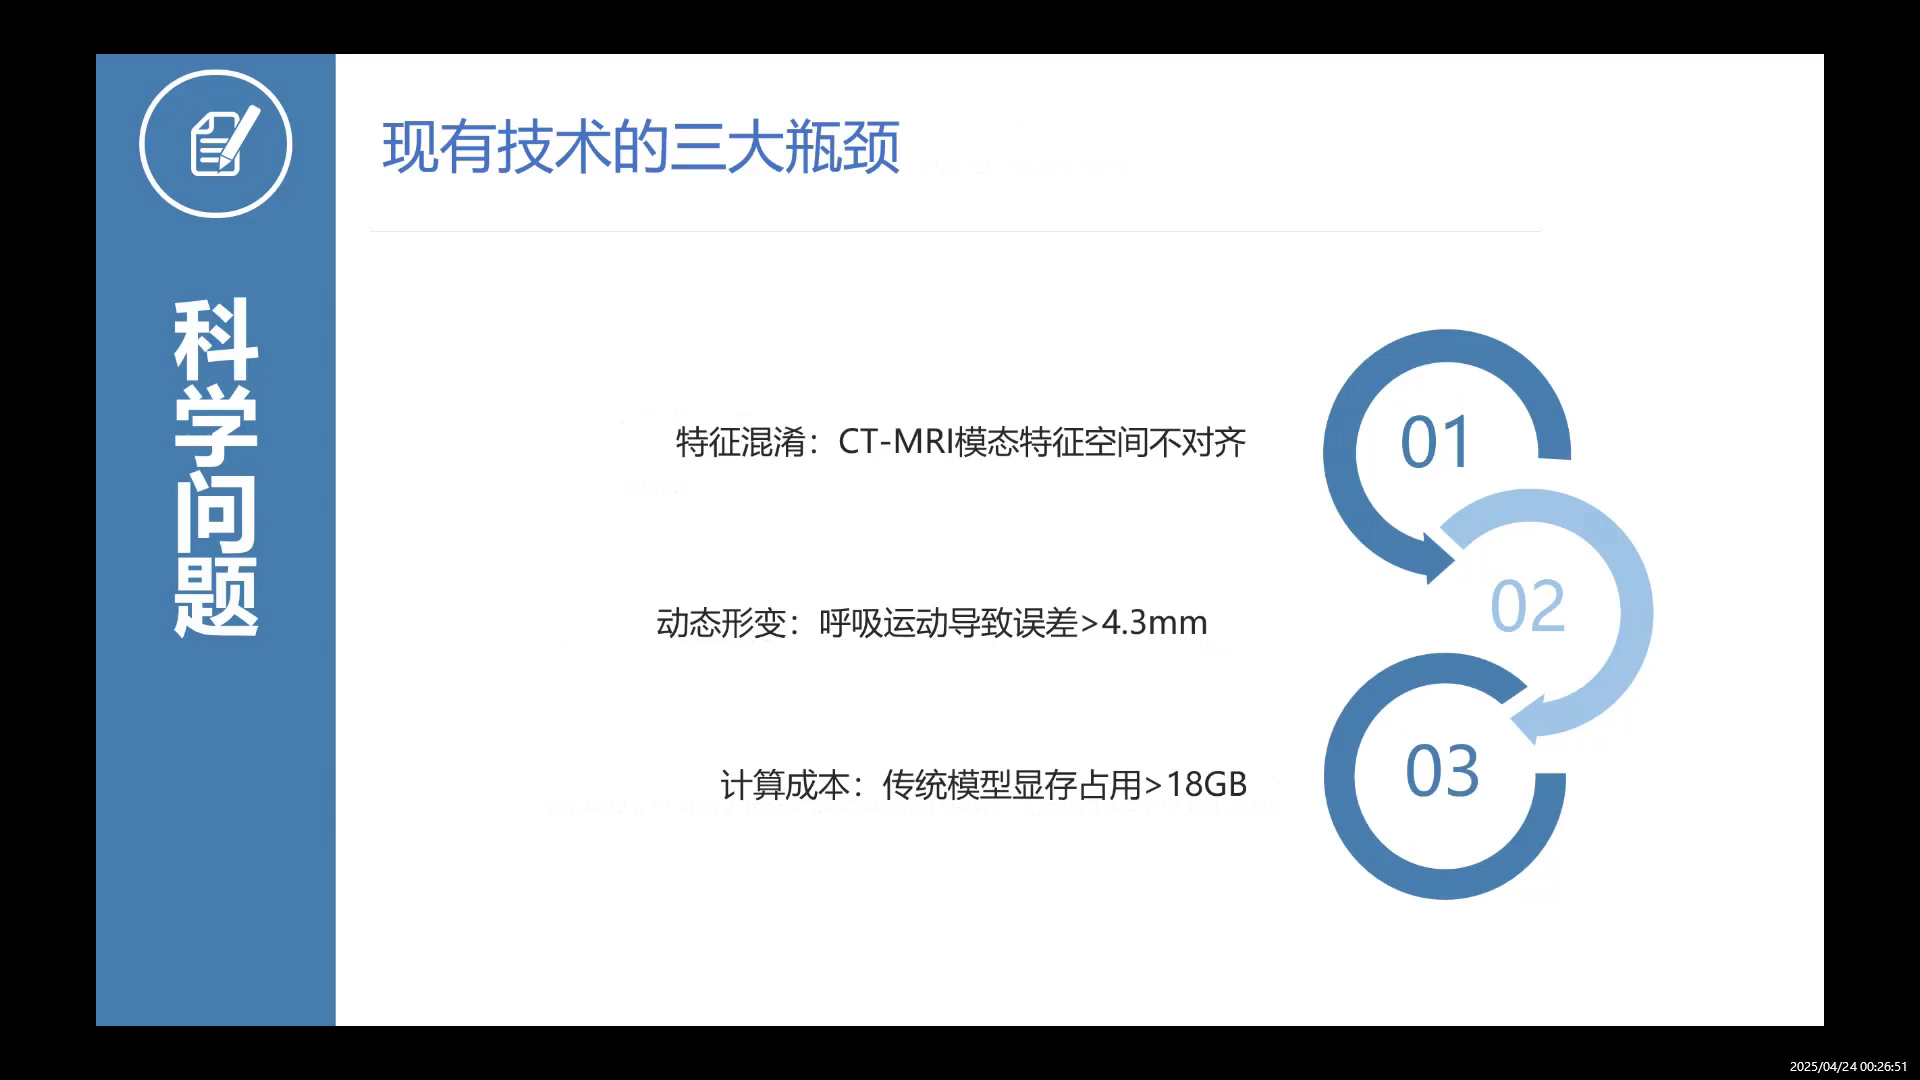 科学问题
现有技术的三大瓶颈
特征混淆：CT-MRI模态特征空间不对齐
01
动态形变：呼吸运动导致误差>4.3mm
02
计算成本：传统模型显存占用>18GB
03
2025/04/24 00:26:51